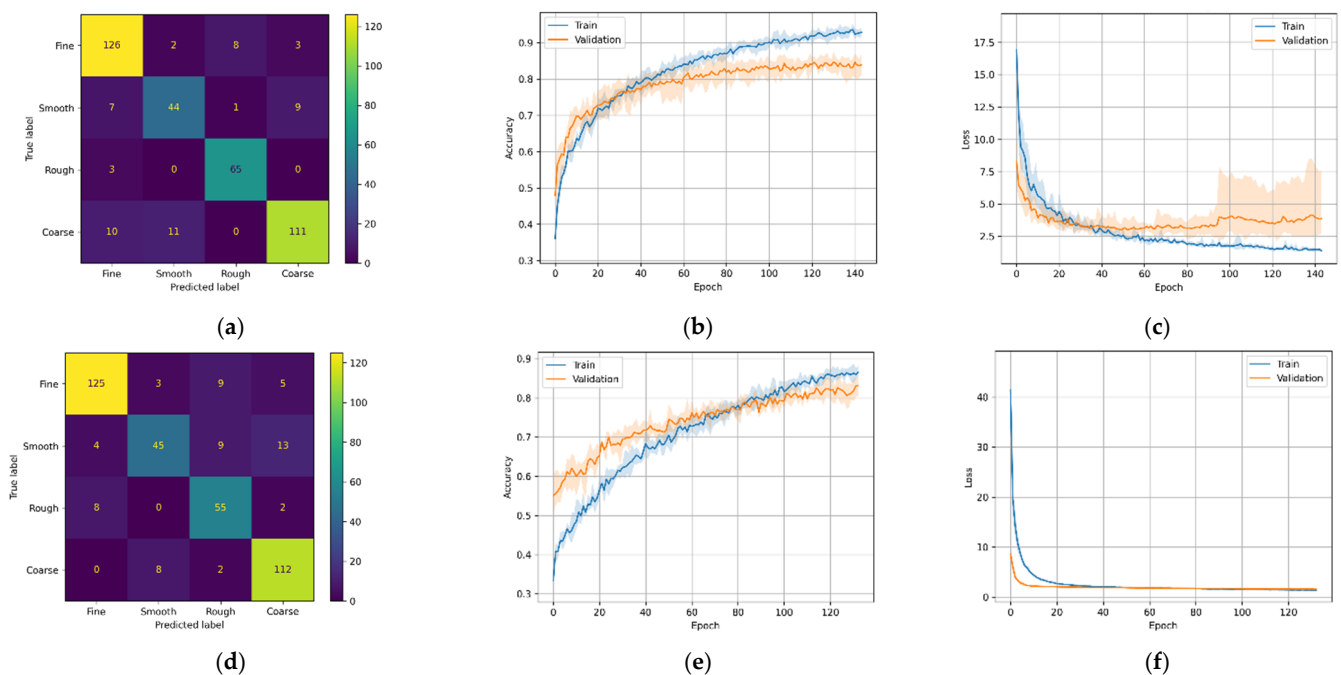 Fine 126 2 8 3
Smooth 7 44 1 9
Rough 3 0 65 0
Coarse 10 11 0 111
Fine Smooth Rough Coarse
Predicted label
True label
120
100
80
60
40
20
0
(a)
Train
Validation
0.9
0.8
0.7
0.6
0.5
0.4
0.3
Accuracy
0 20 40 60 80 100 120 140
Epoch
(b)
Train
Validation
17.5
15.0
12.5
10.0
7.5
5.0
2.5
Loss
0 20 40 60 80 100 120 140
Epoch
(c)
Fine 125 3 9 5
Smooth 4 45 9 13
Rough 8 0 55 2
Coarse 0 8 2 112
Fine Smooth Rough Coarse
Predicted label
True label
120
100
80
60
40
20
0
(d)
Train
Validation
0.9
0.8
0.7
0.6
0.5
0.4
0.3
Accuracy
0 20 40 60 80 100 120
Epoch
(e)
Train
Validation
40
30
20
10
0
Loss
0 20 40 60 80 100 120
Epoch
(f)